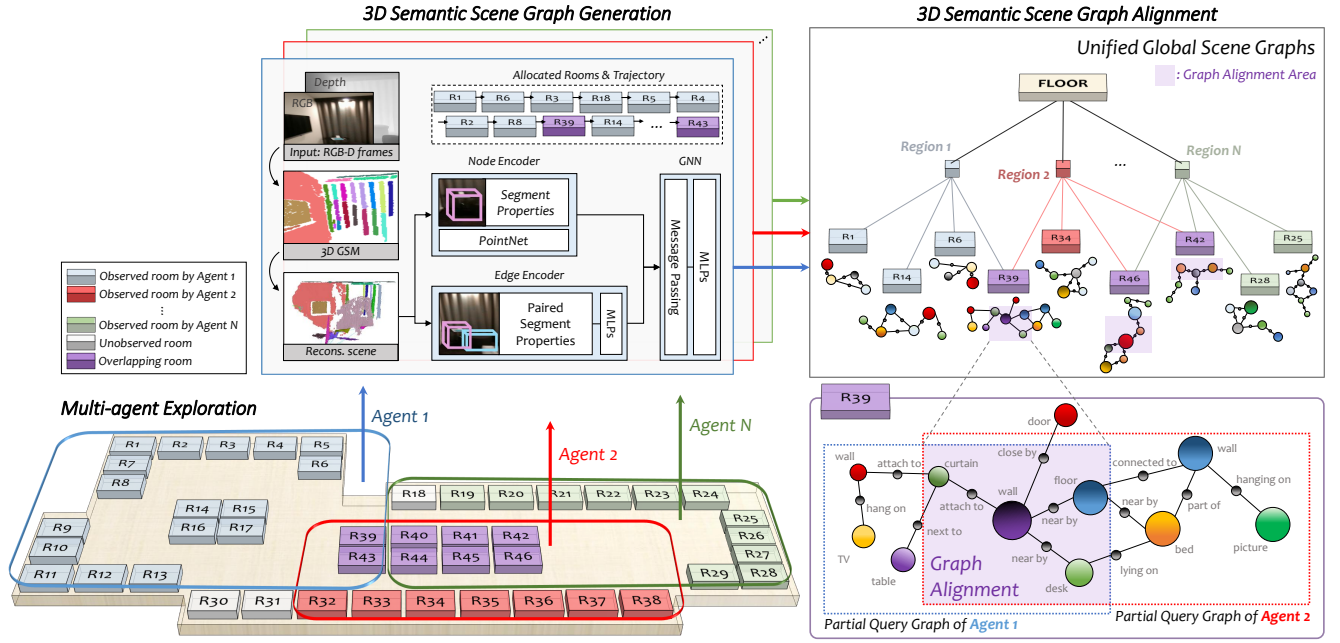 3D Semantic Scene Graph Generation
3D Semantic Scene Graph Alignment
...
Depth
RGB
Input: RGB-D frames
3D GSM
Recons. scene
Allocated Rooms & Trajectory
R1 R6 R3 R18 R5 R4
R2 R8 R39 R14 ... R43
Node Encoder
Segment
Properties
PointNet
Edge Encoder
Paired
Segment
Properties
MLPs
GNN
Message Passing
MLPs
Observed room by Agent 1
Observed room by Agent 2
⋮
Observed room by Agent N
Unobserved room
Overlapping room
Unified Global Scene Graphs
: Graph Alignment Area
FLOOR
Region 1
Region 2
...
Region N
R1
R6
R34
R42
R25
R14
R39
R46
R28
Multi-agent Exploration
Agent 1
Agent 2
Agent N
R1 R2 R3 R4 R5
R7 R6
R8
R14 R15
R16 R17
R9
R10
R11 R12 R13
R18 R19 R20 R21 R22 R23 R24
R25
R26
R27
R29 R28
R39 R40 R41 R42
R43 R44 R45 R46
R30 R31 R32 R33 R34 R35 R36 R37 R38
R39
door
close by
wall
attach to
curtain
hang on
TV
next to
table
attach to
wall
floor
near by
near by
desk
connected to
near by
lying on
bed
part of
wall
hanging on
picture
Graph
Alignment
Partial Query Graph of Agent 1
Partial Query Graph of Agent 2